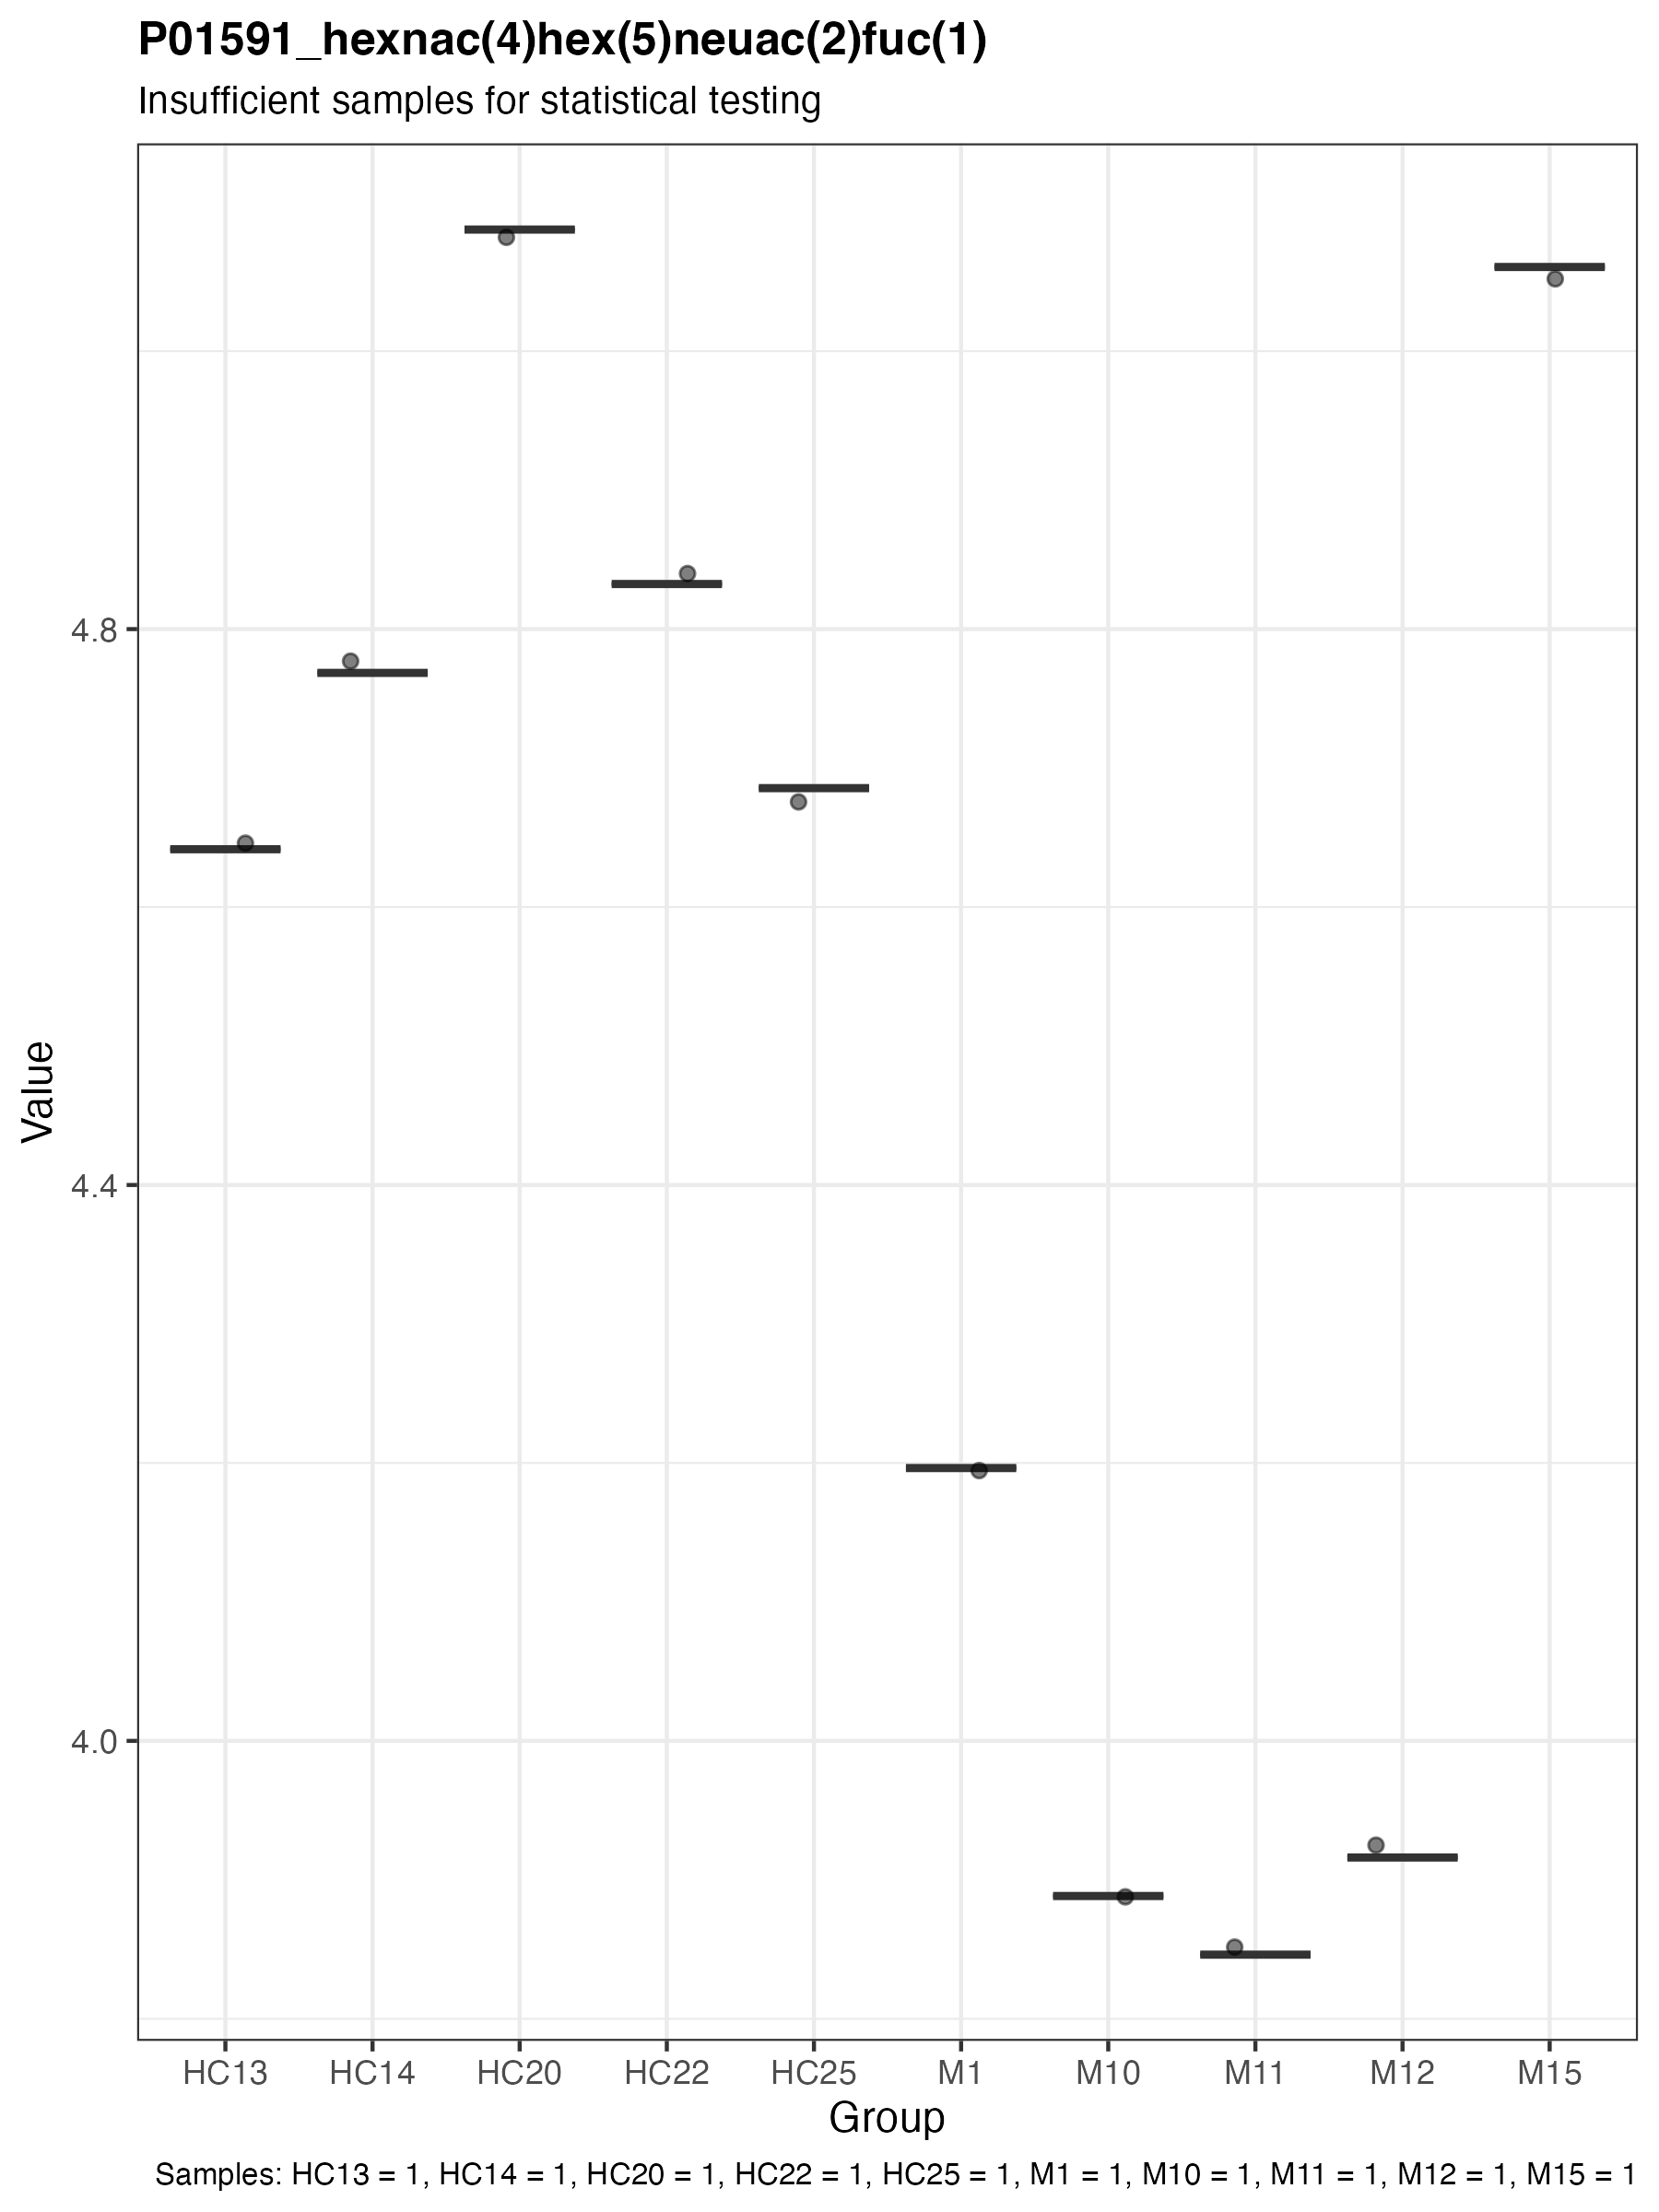 P01591_hexnac(4)hex(5)neuac(2)fuc(1)
Insufficient samples for statistical testing
Value
4.8
4.4
4.0
HC13 HC14 HC20 HC22 HC25 M1 M10 M11 M12 M15
Group
Samples: HC13 = 1, HC14 = 1, HC20 = 1, HC22 = 1, HC25 = 1, M1 = 1, M10 = 1, M11 = 1, M12 = 1, M15 = 1